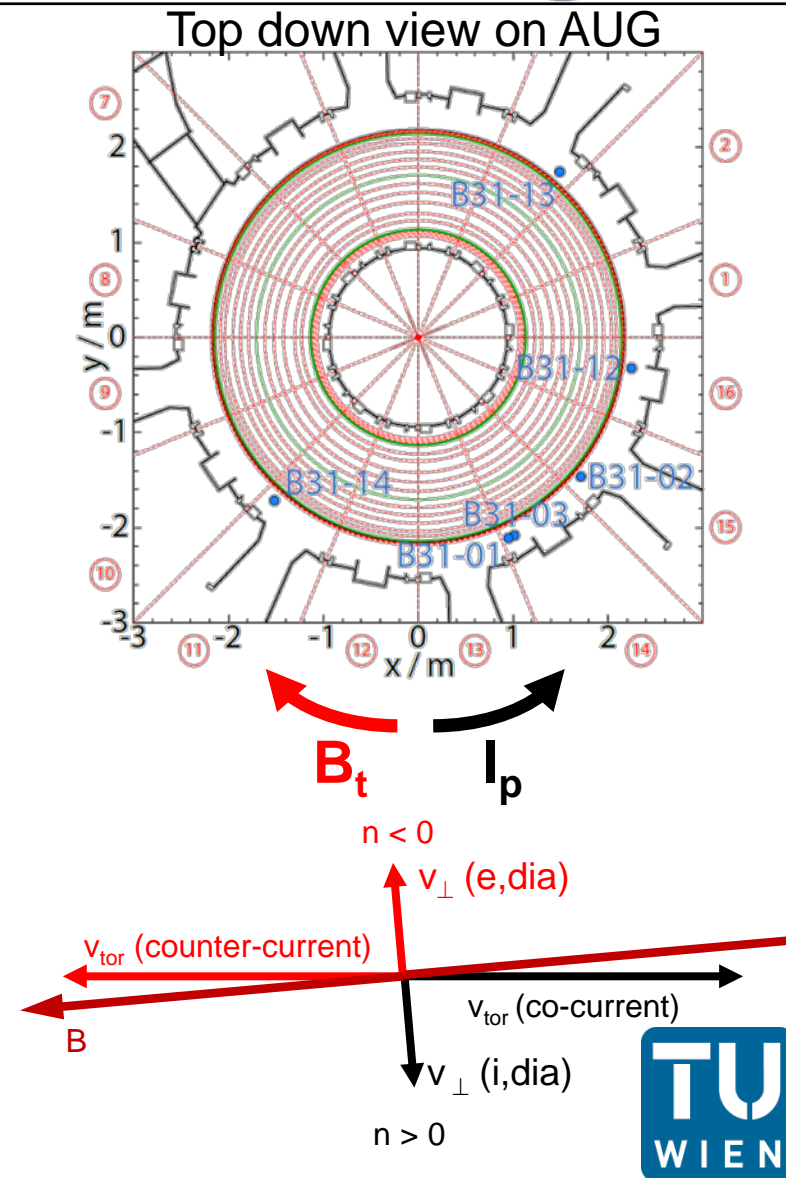 Top down view on AUG
7
2
2
B31-13
1
8
1
y / m
0
B31-12
9
16
-1
B31-14
B31-02
B31-03
-2
15
B31-01
10
-3
-3
-2
-1
0
1
2
11
12
x / m
13
14
Bt
Ip
n < 0
v⊥ (e,dia)
vtor (counter-current)
vtor (co-current)
B
v⊥ (i,dia)
n > 0
TU
WIEN